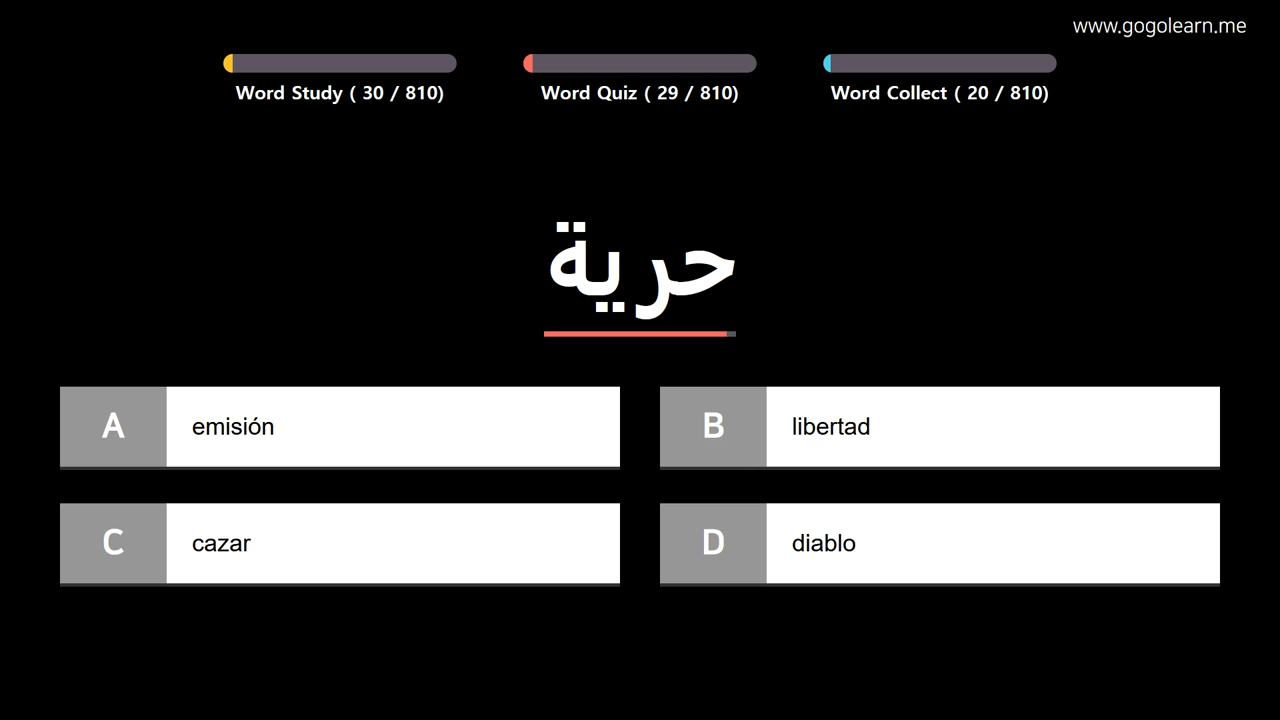 www.gogolearn.me
Word Study ( 30 / 810)
Word Quiz ( 29 / 810)
Word Collect ( 20 / 810)
حرية
A
emisión
B
libertad
C
cazar
D
diablo